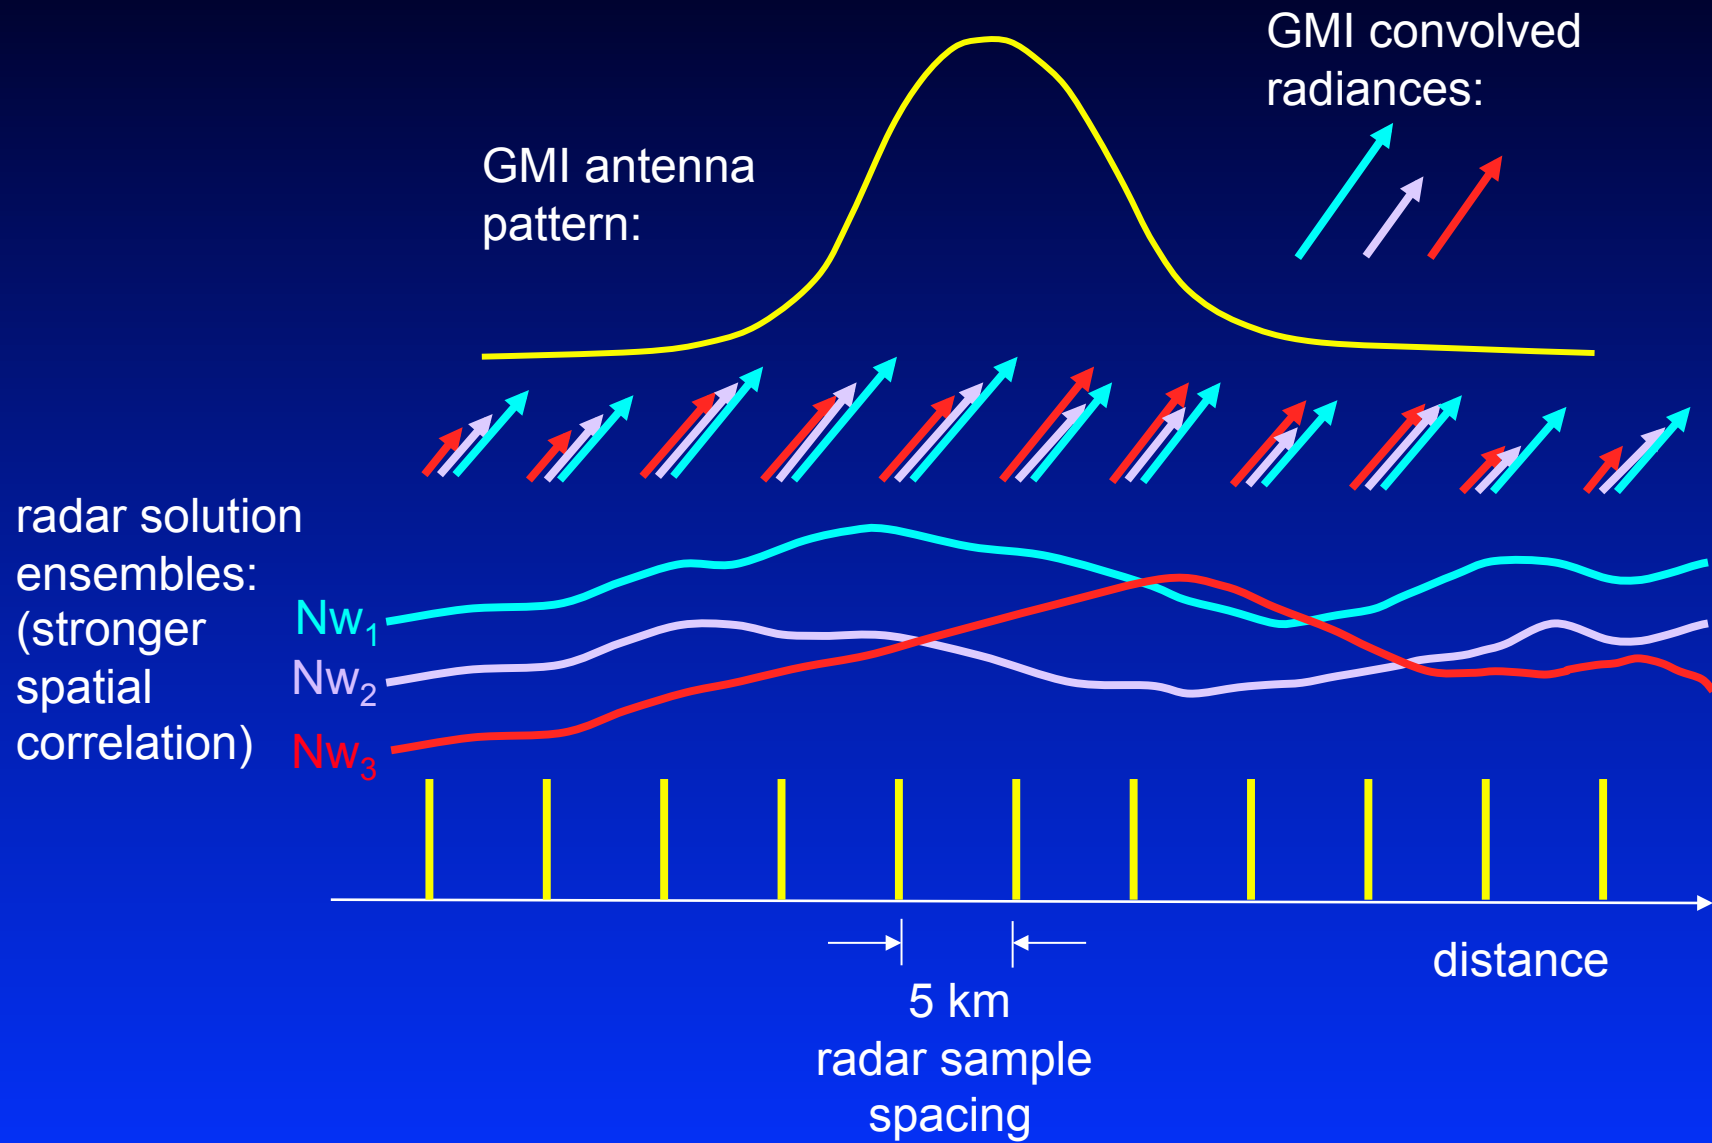 GMI convolved
radiances:
GMI antenna
pattern:
radar solution
ensembles:
(stronger
spatial
correlation)
Nw1
Nw2
Nw3
distance
5 km
radar sample
spacing